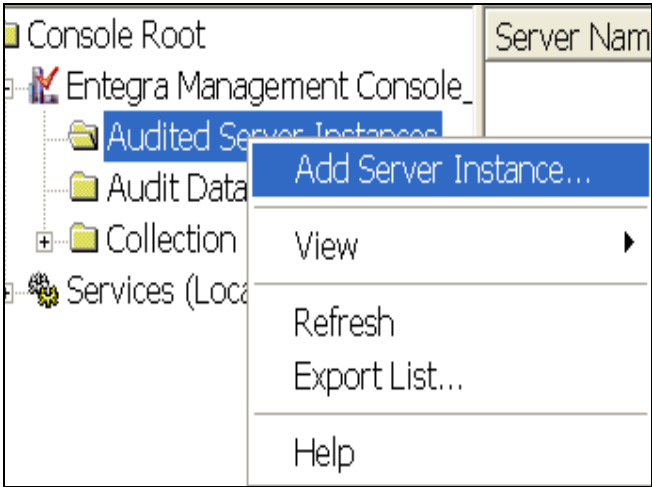 Console Root
Server Nam
Entegra Management Console_
Audited Server Instances
Add Server Instance...
Audit Data
View
Collection
Services (Loca
Refresh
Export List...
Help